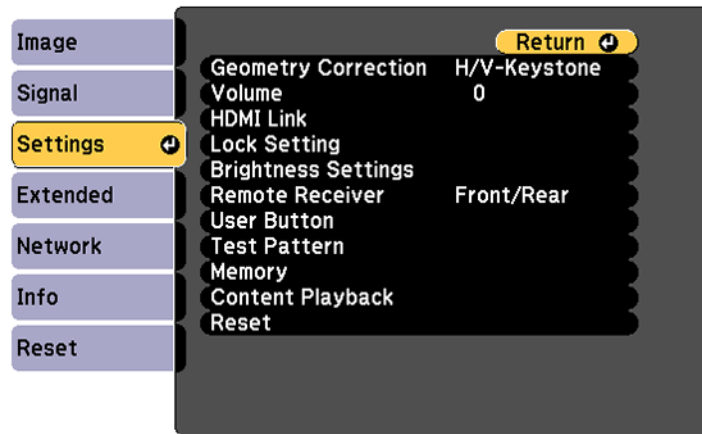 Image
Signal
Settings
Extended
Network
Info
Reset
Return
Geometry Correction H/V-Keystone
Volume 0
HDMI Link
Lock Setting
Brightness Settings
Remote Receiver Front/Rear
User Button
Test Pattern
Memory
Content Playback
Reset